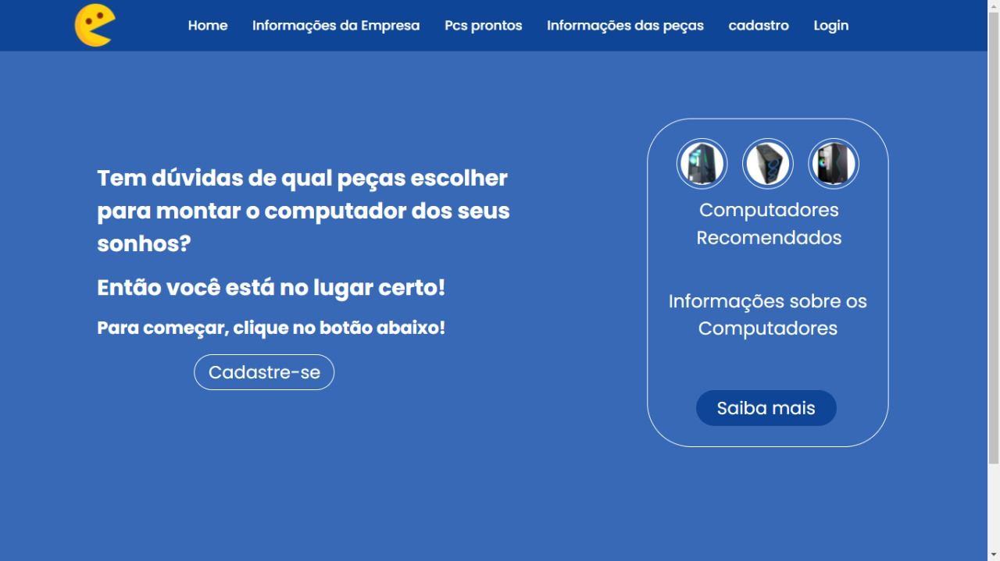 Home
Informações da Empresa
Pcs prontos
Informações das peças
cadastro
Login
Tem dúvidas de qual peças escolher
para montar o computador dos seus
sonhos?
Então você está no lugar certo!
Para começar, clique no botão abaixo!
Cadastre-se
Computadores
Recomendados
Informações sobre os
Computadores
Saiba mais